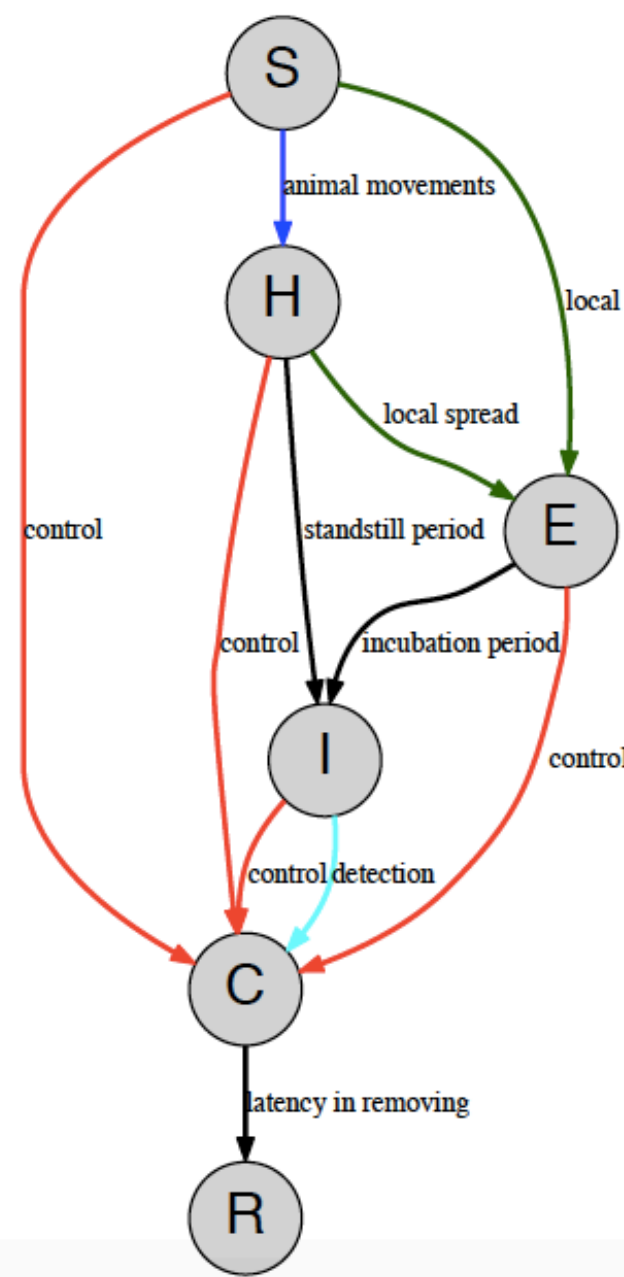 S
animal movements
H
local
local spread
control
standstill period
E
control
incubation period
I
control
control
detection
C
latency in removing
R